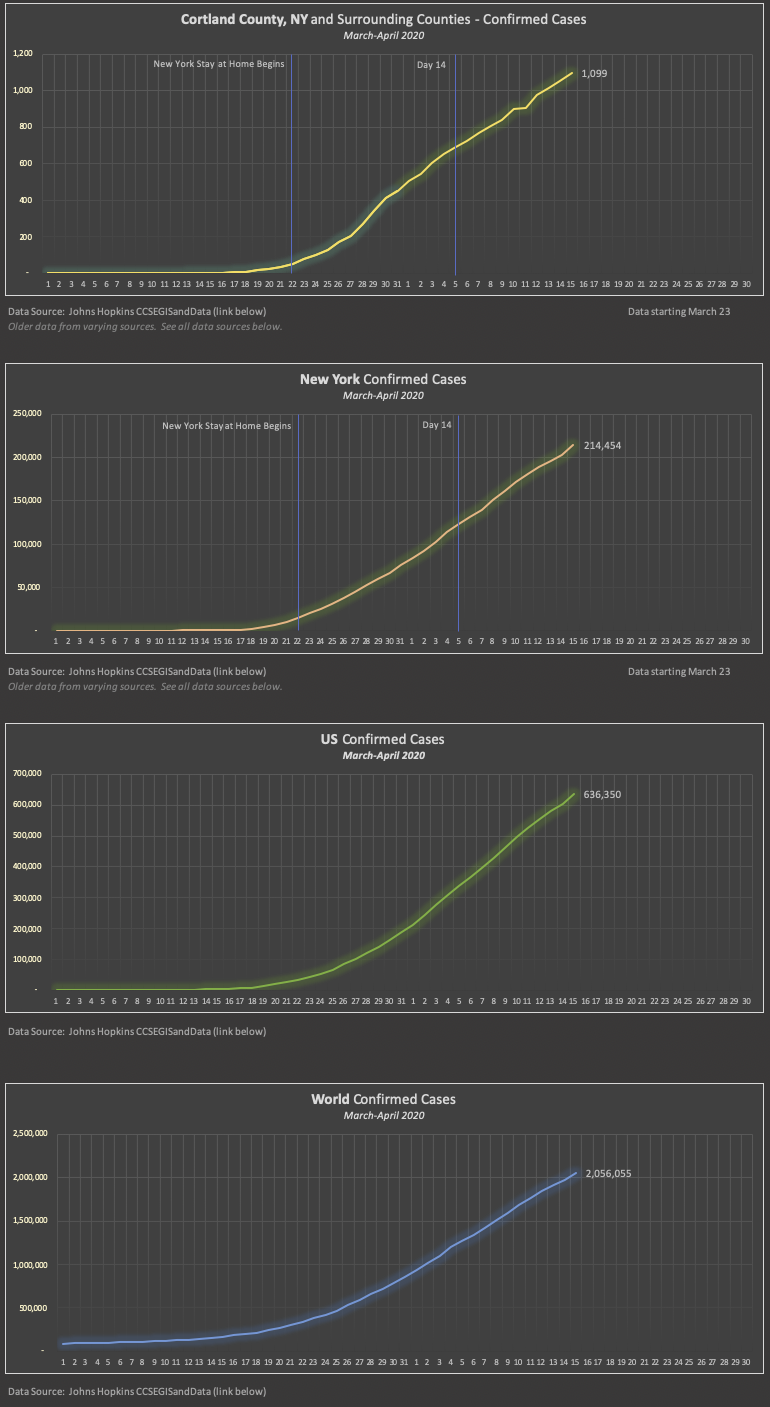 Cortland County, NY and Surrounding Counties - Confirmed Cases
March-April 2020
1,200
1,000
800
600
400
200
-
New York Stay at Home Begins
Day 14
1,099
1 2 3 4 5 6 7 8 9 10 11 12 13 14 15 16 17 18 19 20 21 22 23 24 25 26 27 28 29 30 31 1 2 3 4 5 6 7 8 9 10 11 12 13 14 15 16 17 18 19 20 21 22 23 24 25 26 27 28 29 30
Data Source: Johns Hopkins CCSEGISandData (link below) Data starting March 23
Older data from varying sources. See all data sources below.
New York Confirmed Cases
March-April 2020
250,000
200,000
150,000
100,000
50,000
-
New York Stay at Home Begins
Day 14
214,454
1 2 3 4 5 6 7 8 9 10 11 12 13 14 15 16 17 18 19 20 21 22 23 24 25 26 27 28 29 30 31 1 2 3 4 5 6 7 8 9 10 11 12 13 14 15 16 17 18 19 20 21 22 23 24 25 26 27 28 29 30
Data Source: Johns Hopkins CCSEGISandData (link below) Data starting March 23
Older data from varying sources. See all data sources below.
US Confirmed Cases
March-April 2020
700,000
600,000
500,000
400,000
300,000
200,000
100,000
-
636,350
1 2 3 4 5 6 7 8 9 10 11 12 13 14 15 16 17 18 19 20 21 22 23 24 25 26 27 28 29 30 31 1 2 3 4 5 6 7 8 9 10 11 12 13 14 15 16 17 18 19 20 21 22 23 24 25 26 27 28 29 30
Data Source: Johns Hopkins CCSEGISandData (link below)
World Confirmed Cases
March-April 2020
2,500,000
2,000,000
1,500,000
1,000,000
500,000
-
2,056,055
1 2 3 4 5 6 7 8 9 10 11 12 13 14 15 16 17 18 19 20 21 22 23 24 25 26 27 28 29 30 31 1 2 3 4 5 6 7 8 9 10 11 12 13 14 15 16 17 18 19 20 21 22 23 24 25 26 27 28 29 30
Data Source: Johns Hopkins CCSEGISandData (link below)